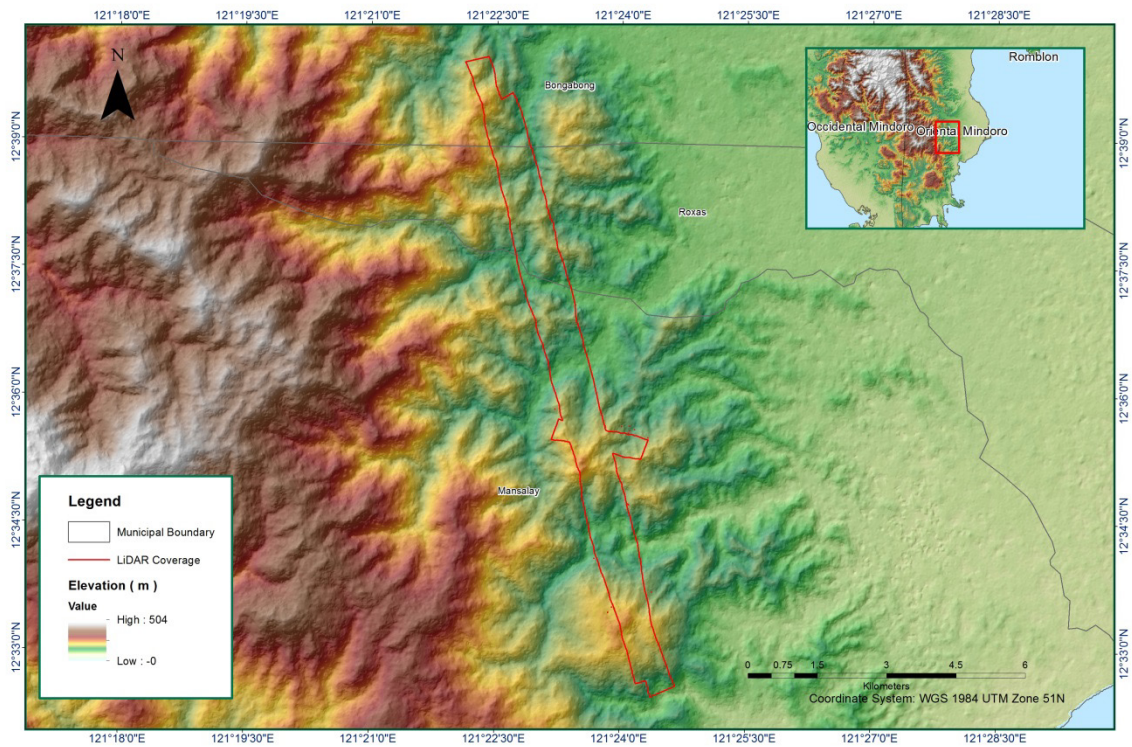 121°18'0"E 121°19'30"E 121°21'0"E 121°22'30"E 121°24'0"E 121°25'30"E 121°27'0"E 121°28'30"E
N
Bongabong
Romblon
Occidental Mindoro
Oriental Mindoro
12°39'0"N
12°39'0"N
Roxas
12°37'30"N
12°37'30"N
12°36'0"N
12°36'0"N
Mansalay
12°34'30"N
12°34'30"N
12°33'0"N
12°33'0"N
Legend
Municipal Boundary
LiDAR Coverage
Elevation ( m )
Value
High : 504
Low : -0
0 0.75 1.5 3 4.5 6
Kilometers
Coordinate System: WGS 1984 UTM Zone 51N
121°18'0"E 121°19'30"E 121°21'0"E 121°22'30"E 121°24'0"E 121°25'30"E 121°27'0"E 121°28'30"E